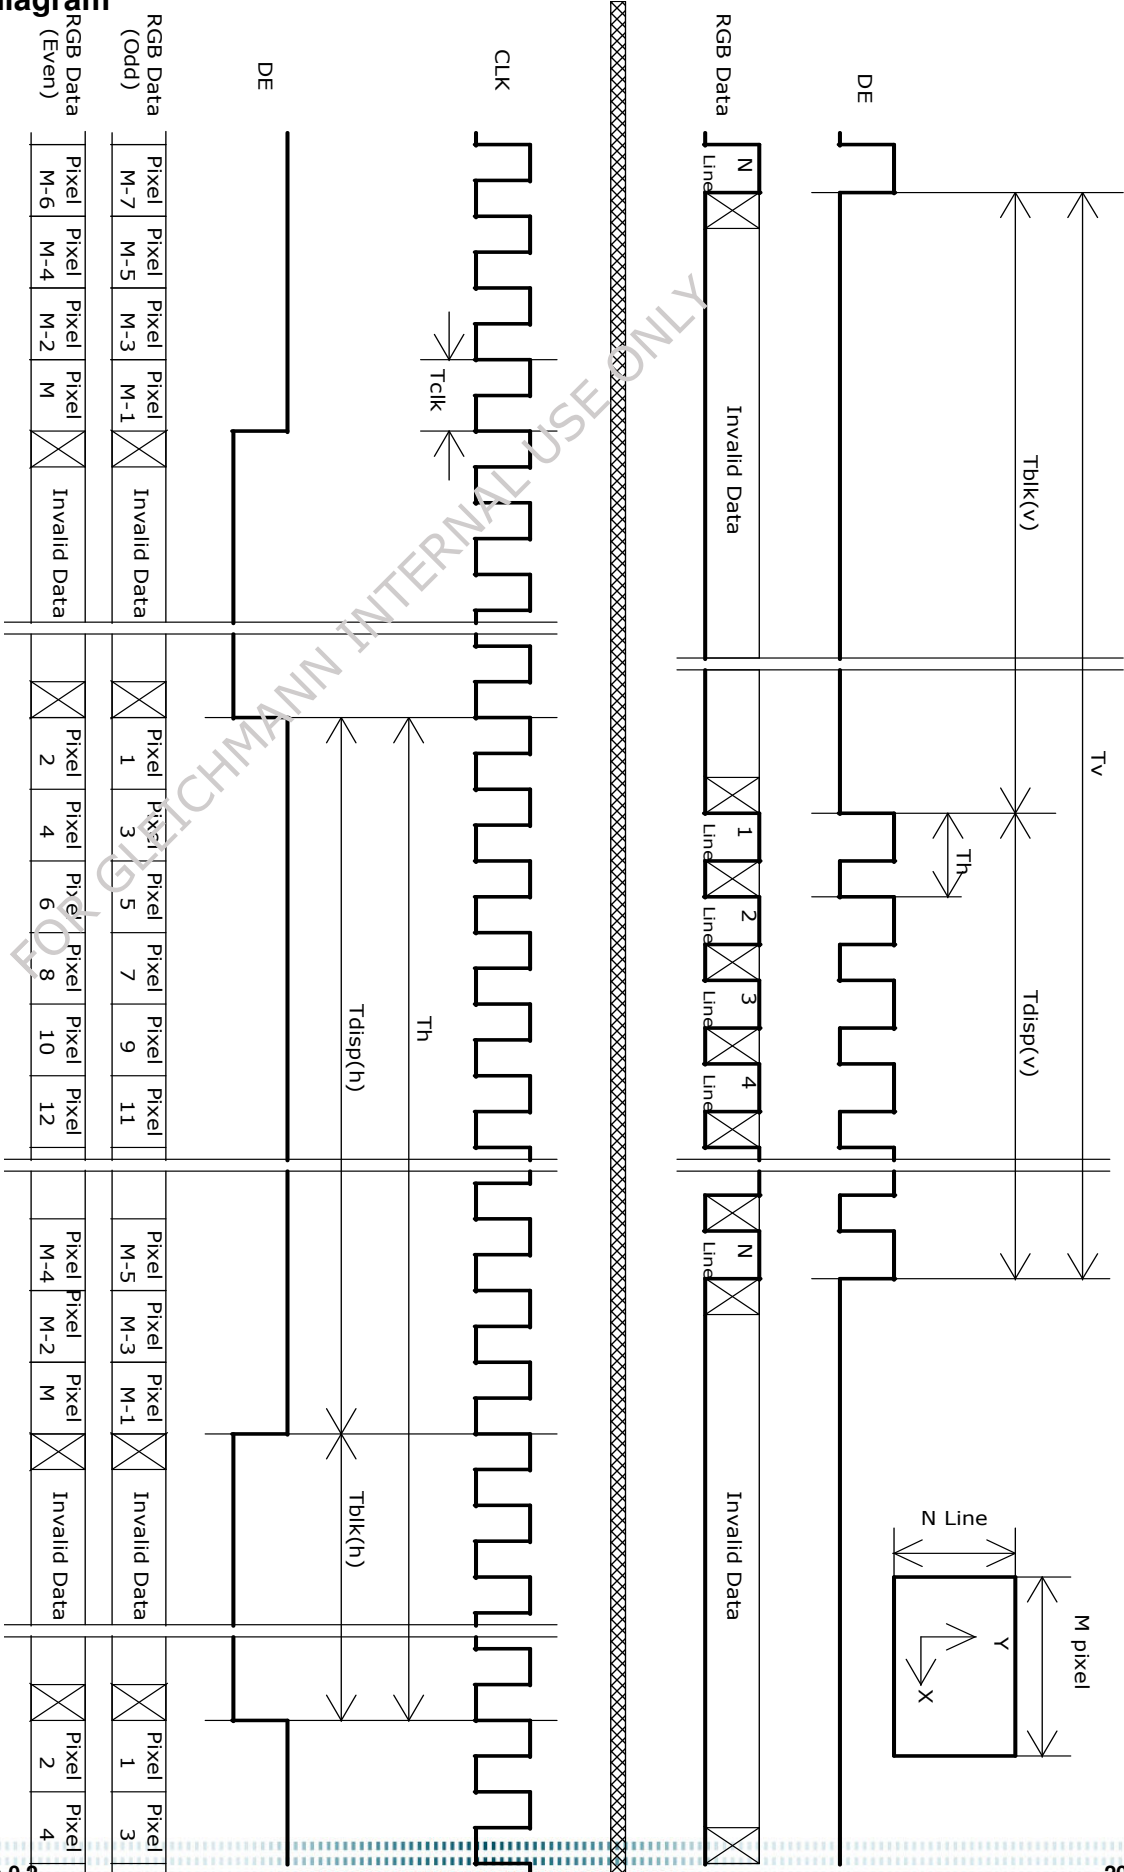 DE
RGB Data
Tv
Tblk(v)
Tdisp(v)
Th
N
Line
Invalid Data
1
Line
2
Line
3
Line
4
Line
N
Line
Invalid Data
M pixel
N Line
Y
X
CLK
Tclk
DE
Th
Tdisp(h)
Tblk(h)
RGB Data
(Odd)
Pixel
M-7
Pixel
M-5
Pixel
M-3
Pixel
M-1
Invalid Data
Pixel
1
Pixel
3
Pixel
5
Pixel
7
Pixel
9
Pixel
11
Pixel
M-5
Pixel
M-3
Pixel
M-1
Invalid Data
Pixel
1
Pixel
3
RGB Data
(Even)
Pixel
M-6
Pixel
M-4
Pixel
M-2
Pixel
M
Invalid Data
Pixel
2
Pixel
4
Pixel
6
Pixel
8
Pixel
10
Pixel
12
Pixel
M-4
Pixel
M-2
Pixel
M
Invalid Data
Pixel
2
Pixel
4
FOR GLEICHMANN INTERNAL USE ONLY